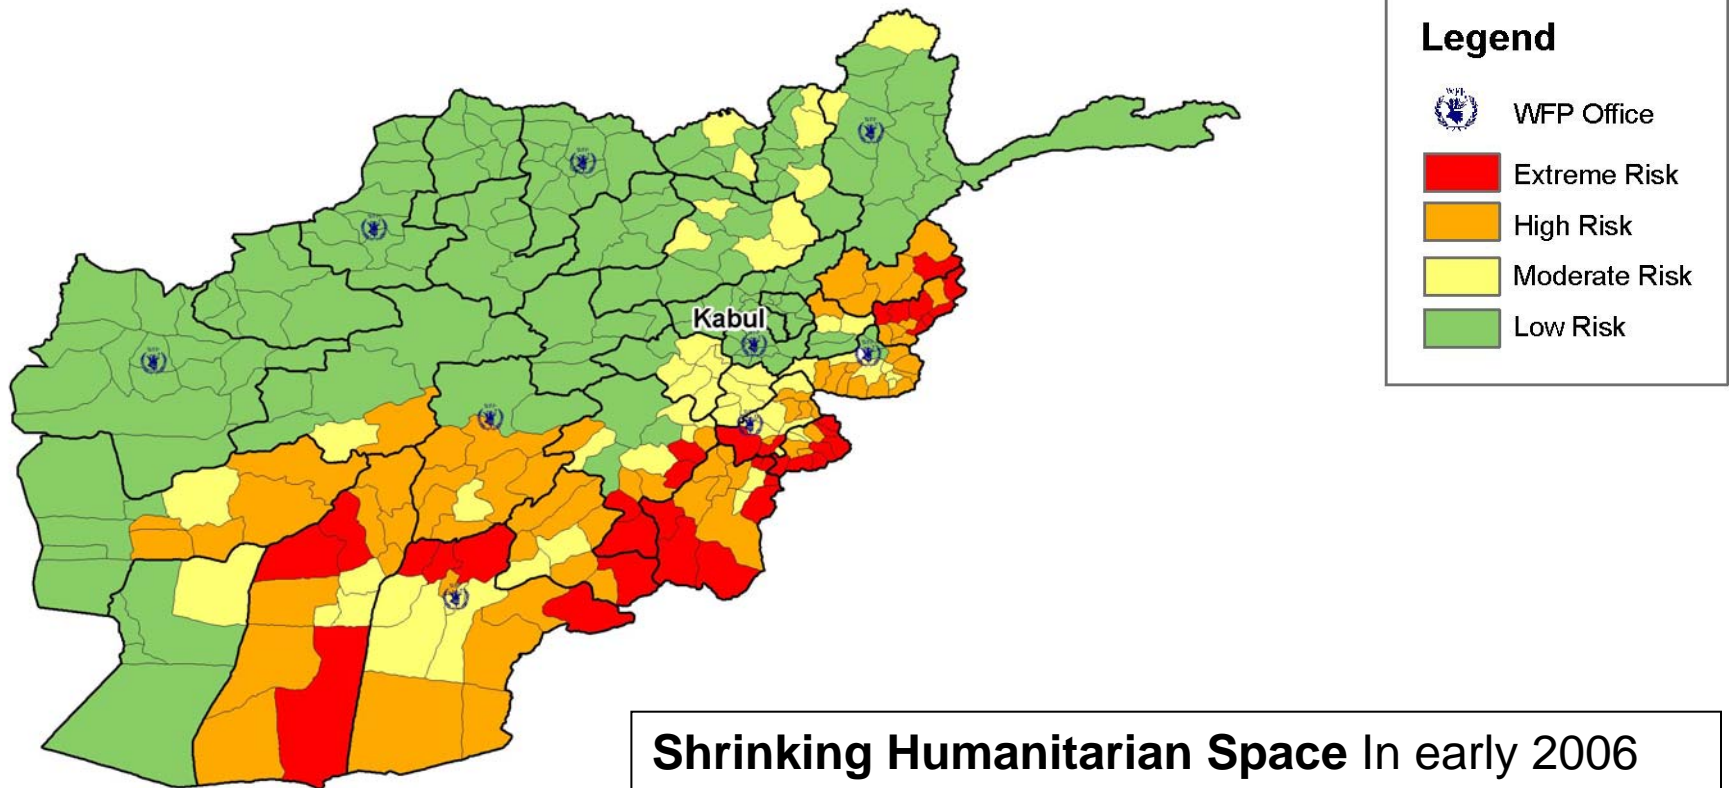 Legend
WFP Office
Extreme Risk
High Risk
Moderate Risk
Low Risk
Kabul
Shrinking Humanitarian Space In early 2006